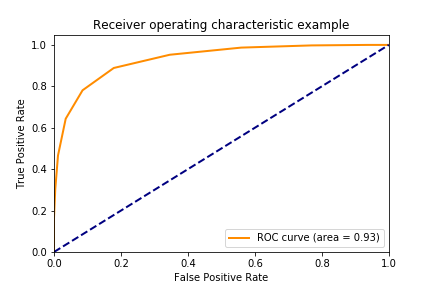 Receiver operating characteristic example
True Positive Rate
1.0
0.8
0.6
0.4
0.2
0.0
ROC curve (area = 0.93)
0.0 0.2 0.4 0.6 0.8 1.0
False Positive Rate